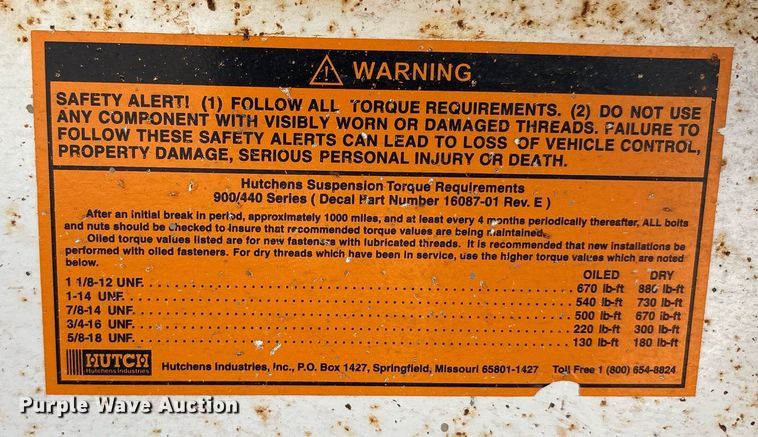 WARNING
SAFETY ALERT! (1) FOLLOW ALL TORQUE REQUIREMENTS. (2) DO NOT USE
ANY COMPONENT WITH VISIBLY WORN OR DAMAGED THREADS. FAILURE TO
FOLLOW THESE SAFETY ALERTS CAN LEAD TO LOSS OF VEHICLE CONTROL,
PROPERTY DAMAGE, SERIOUS PERSONAL INJURY OR DEATH.
Hutchens Suspension Torque Requirements
900/440 Series ( Decal Part Number 16087-01 Rev. E )
After an initial break in period, approximately 1000 miles, and at least every 4 months periodically thereafter, ALL bolts
and nuts should be checked to insure that recommended torque values are being maintained.
Oiled torque values listed are for new fasteners with lubricated threads. It is recommended that new installations be
performed with oiled fasteners. For dry threads which have been in service, use the higher torque values which are noted
below.
OILED DRY
1 1/8-12 UNF. 670 lb-ft 880 lb-ft
1-14 UNF. 540 lb-ft 730 lb-ft
7/8-14 UNF. 500 lb-ft 670 lb-ft
3/4-16 UNF. 220 lb-ft 300 lb-ft
5/8-18 UNF. 130 lb-ft 180 lb-ft
HUTCH
Hutchens Industries
Hutchens Industries, Inc., P.O. Box 1427, Springfield, Missouri 65801-1427 Toll Free 1 (800) 654-8824
Purple Wave Auction